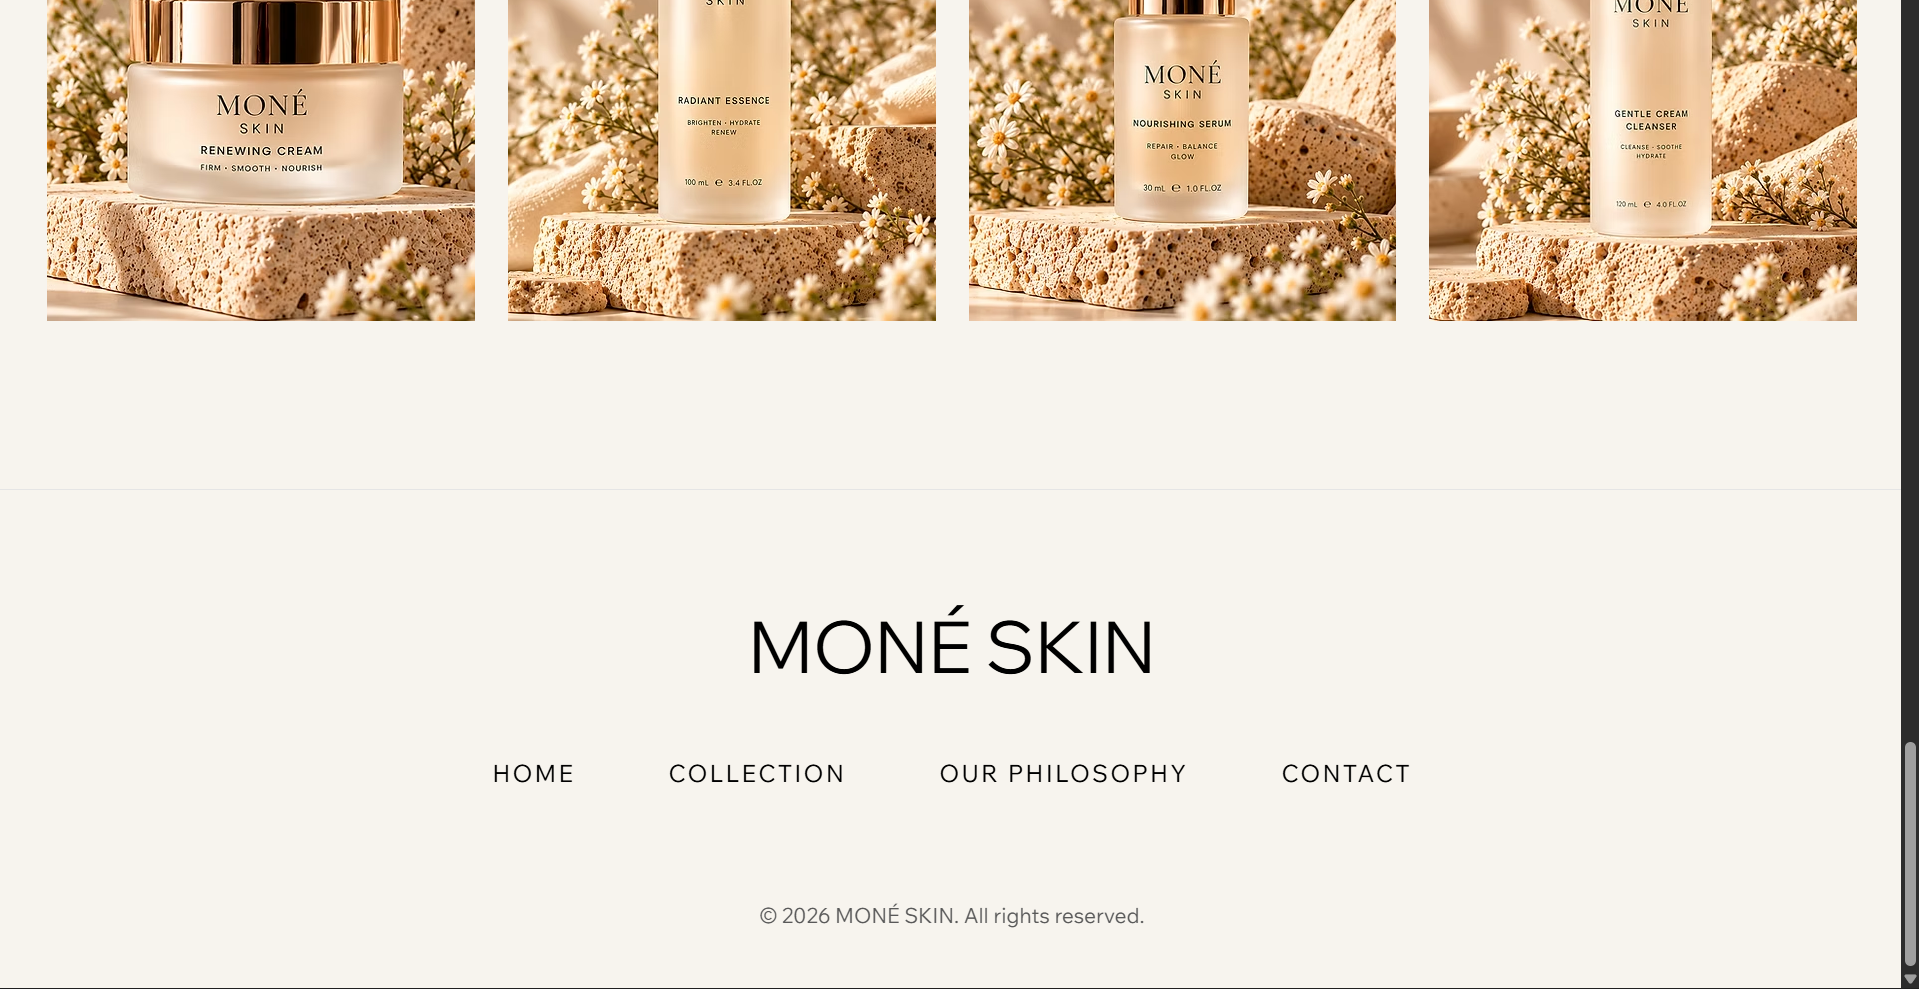 MONÉ
SKIN
RENEWING CREAM
FIRM • SMOOTH • NOURISH
SKIN
RADIANT ESSENCE
BRIGHTEN • HYDRATE
RENEW
100 mL ℮ 3.4 FL.OZ
MONÉ
SKIN
NOURISHING SERUM
REPAIR • BALANCE
GLOW
30 mL ℮ 1.0 FL.OZ
MONÉ
SKIN
GENTLE CREAM
CLEANSER
CLEANSE • SOOTHE
HYDRATE
120 mL ℮ 4.0 FL.OZ
MONÉ SKIN
HOME COLLECTION OUR PHILOSOPHY CONTACT
© 2026 MONÉ SKIN. All rights reserved.